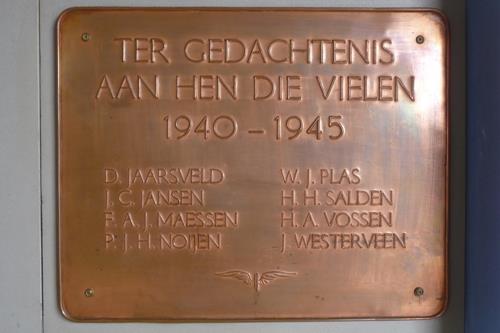 TER GEDACHTENIS
AAN HEN DIE VIELEN
1940 - 1945
D. JAARSVELD
J. C. JANSEN
F. A. J. MAESSEN
P. J. H. NOIJEN
W. J. PLAS
H. H. SALDEN
H. A. VOSSEN
J. WESTERVEEN